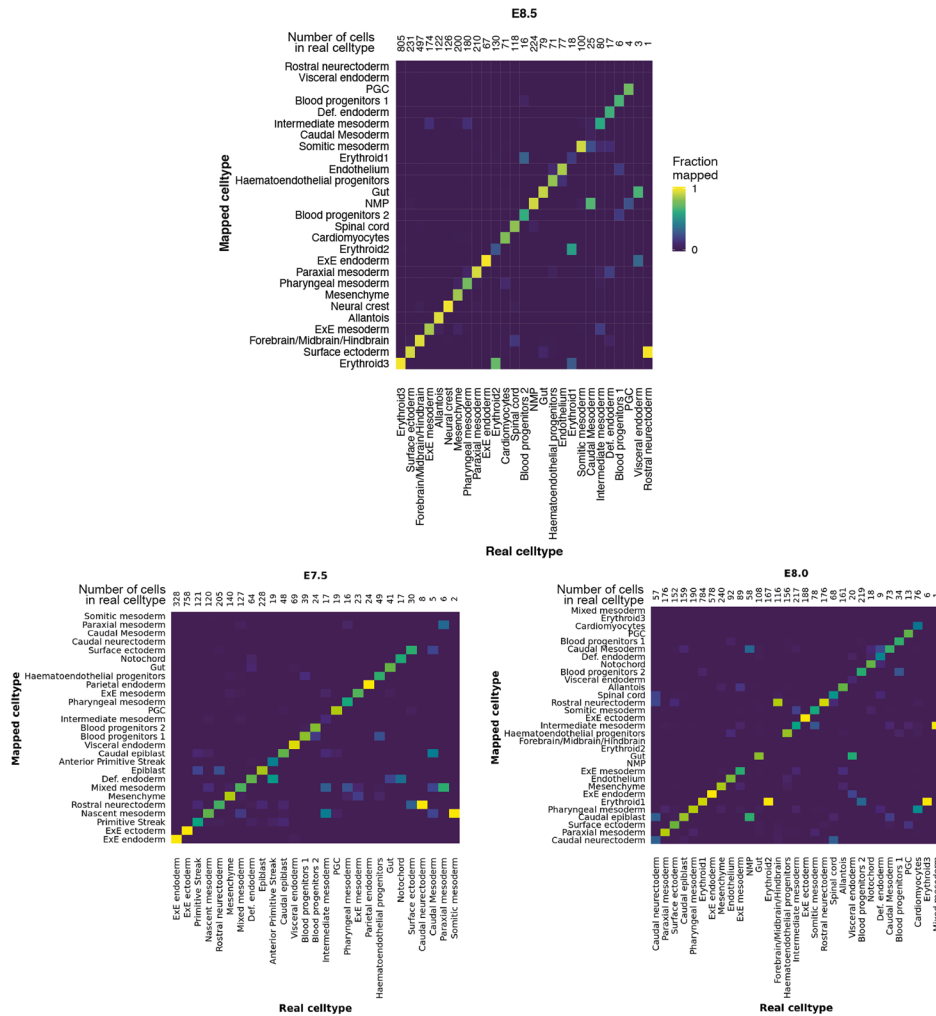 E8.5
Number of cells
in real celltype
805
231
497
174
122
126
200
180
210
67
130
71
118
16
224
79
71
77
18
100
25
80
17
6
4
3
1
Rostral neurectoderm
Visceral endoderm
PGC
Blood progenitors 1
Def. endoderm
Intermediate mesoderm
Caudal Mesoderm
Somitic mesoderm
Erythroid1
Endothelium
Haematoendothelial progenitors
Gut
NMP
Blood progenitors 2
Spinal cord
Cardiomyocytes
Erythroid2
ExE endoderm
Paraxial mesoderm
Pharyngeal mesoderm
Mesenchyme
Neural crest
Allantois
ExE mesoderm
Forebrain/Midbrain/Hindbrain
Surface ectoderm
Erythroid3
Mapped celltype
Fraction
mapped
1
0
Erythroid3
Surface ectoderm
Forebrain/Midbrain/Hindbrain
ExE mesoderm
Allantois
Neural crest
Mesenchyme
Pharyngeal mesoderm
Paraxial mesoderm
ExE endoderm
Erythroid2
Cardiomyocytes
Spinal cord
Blood progenitors 2
NMP
Gut
Haematoendothelial progenitors
Endothelium
Erythroid1
Somitic mesoderm
Caudal Mesoderm
Intermediate mesoderm
Def. endoderm
Blood progenitors 1
PGC
Visceral endoderm
Rostral neurectoderm
Real celltype
E7.5
Number of cells
in real celltype
328
758
121
120
205
140
127
64
228
19
48
69
39
24
17
19
16
23
24
49
41
17
30
8
5
6
2
Somitic mesoderm
Paraxial mesoderm
Caudal Mesoderm
Caudal neurectoderm
Surface ectoderm
Notochord
Gut
Haematoendothelial progenitors
Parietal endoderm
ExE mesoderm
Pharyngeal mesoderm
PGC
Intermediate mesoderm
Blood progenitors 2
Blood progenitors 1
Visceral endoderm
Caudal epiblast
Anterior Primitive Streak
Epiblast
Def. endoderm
Mixed mesoderm
Mesenchyme
Rostral neurectoderm
Nascent mesoderm
Primitive Streak
ExE ectoderm
ExE endoderm
Mapped celltype
ExE endoderm
ExE ectoderm
Primitive Streak
Nascent mesoderm
Rostral neurectoderm
Mesenchyme
Mixed mesoderm
Def. endoderm
Epiblast
Anterior Primitive Streak
Caudal epiblast
Visceral endoderm
Blood progenitors 1
Blood progenitors 2
Intermediate mesoderm
PGC
Pharyngeal mesoderm
ExE mesoderm
Parietal endoderm
Haematoendothelial progenitors
Gut
Notochord
Surface ectoderm
Caudal neurectoderm
Caudal Mesoderm
Paraxial mesoderm
Somitic mesoderm
Real celltype
E8.0
Number of cells
in real celltype
57
176
152
159
190
784
578
240
92
89
58
108
167
116
156
217
188
78
176
68
161
20
219
18
9
73
34
13
76
6
Mixed mesoderm
Erythroid3
Cardiomyocytes
PGC
Blood progenitors 1
Caudal Mesoderm
Def. endoderm
Notochord
Blood progenitors 2
Visceral endoderm
Allantois
Spinal cord
Rostral neurectoderm
Somitic mesoderm
ExE ectoderm
Intermediate mesoderm
Haematoendothelial progenitors
Forebrain/Midbrain/Hindbrain
Erythroid2
Gut
NMP
ExE mesoderm
Endothelium
Mesenchyme
ExE endoderm
Erythroid1
Pharyngeal mesoderm
Caudal epiblast
Surface ectoderm
Paraxial mesoderm
Caudal neurectoderm
Mapped celltype
Caudal neurectoderm
Paraxial mesoderm
Surface ectoderm
Caudal epiblast
Pharyngeal mesoderm
Erythroid1
ExE endoderm
Mesenchyme
Endothelium
ExE mesoderm
NMP
Gut
Erythroid2
Forebrain/Midbrain/Hindbrain
Haematoendothelial progenitors
Intermediate mesoderm
ExE ectoderm
Somitic mesoderm
Rostral neurectoderm
Spinal cord
Allantois
Visceral endoderm
Blood progenitors 2
Notochord
Def. endoderm
Caudal Mesoderm
Blood progenitors 1
PGC
Cardiomyocytes
Erythroid3
Real celltype